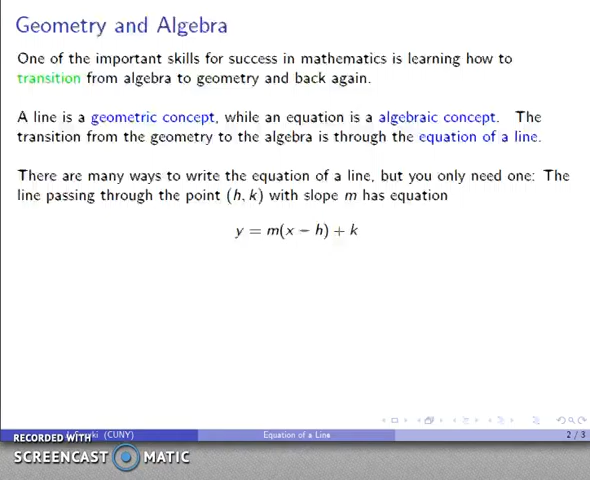 Geometry and Algebra
One of the important skills for success in mathematics is learning how to
transition from algebra to geometry and back again.
A line is a geometric concept, while an equation is a algebraic concept. The
transition from the geometry to the algebra is through the equation of a line.
There are many ways to write the equation of a line, but you only need one: The
line passing through the point (h, k) with slope m has equation
y = m(x − h) + k
(CUNY) Equation of a Line 2 / 3
RECORDED WITH
SCREENCAST MATIC